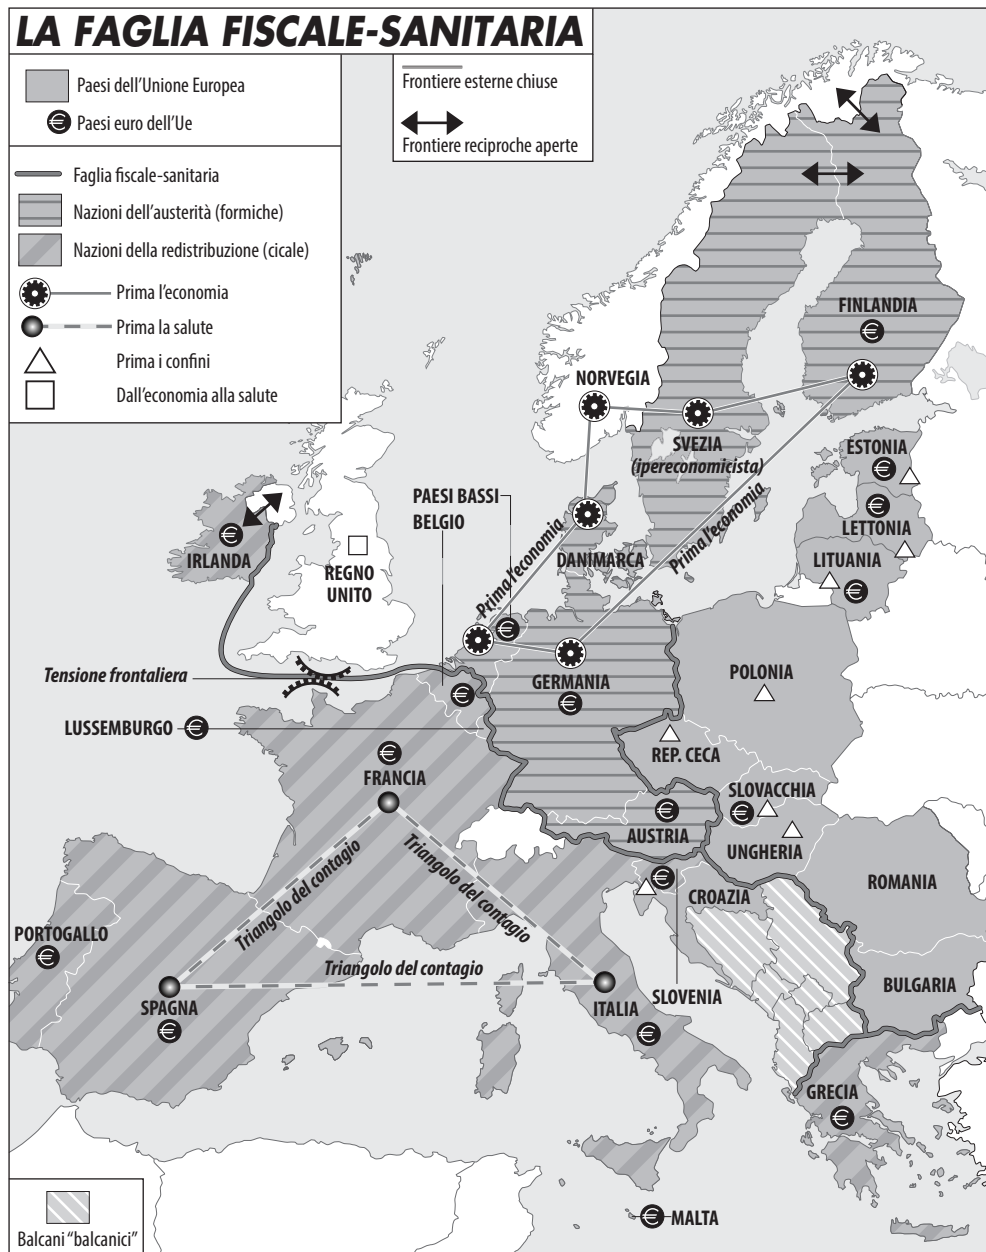 LA FAGLIA FISCALE-SANITARIA
Paesi dell'Unione Europea
€ Paesi euro dell'Ue
Faglia fiscale-sanitaria
Nazioni dell'austerità (formiche)
Nazioni della redistribuzione (cicale)
Prima l'economia
Prima la salute
Prima i confini
Dall'economia alla salute
Frontiere esterne chiuse
Frontiere reciproche aperte
FINLANDIA
€
NORVEGIA
SVEZIA
(ipereconomicista)
ESTONIA
€
€
LETTONIA
LITUANIA
€
PAESI BASSI
BELGIO
€
€
IRLANDA
€
REGNO
UNITO
DANIMARCA
Prima l'economia
Prima l'economia
Tensione frontaliera
GERMANIA
€
POLONIA
LUSSEMBURGO €
REP. CECA
€
FRANCIA
SLOVACCHIA
€
€
AUSTRIA
UNGHERIA
Triangolo del contagio
Triangolo del contagio
Triangolo del contagio
€
CROAZIA
ROMANIA
PORTOGALLO
€
SPAGNA
€
ITALIA
€
SLOVENIA
BULGARIA
GRECIA
€
€ MALTA
Balcani "balcanici"